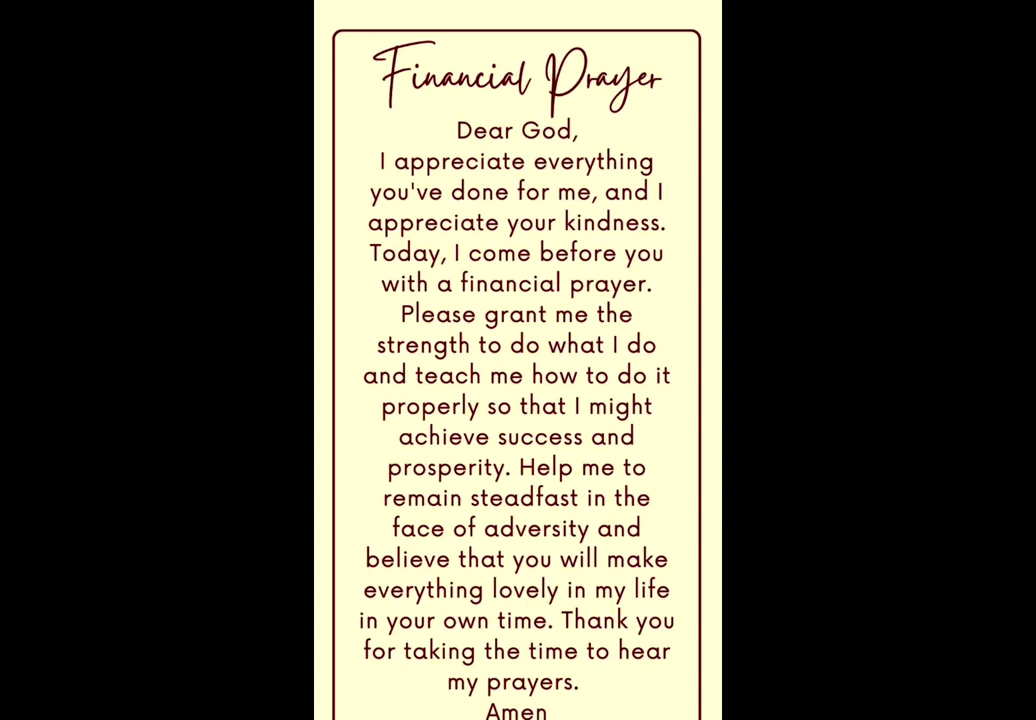 Financial Prayer
Dear God,
I appreciate everything
you've done for me, and I
appreciate your kindness.
Today, I come before you
with a financial prayer.
Please grant me the
strength to do what I do
and teach me how to do it
properly so that I might
achieve success and
prosperity. Help me to
remain steadfast in the
face of adversity and
believe that you will make
everything lovely in my life
in your own time. Thank you
for taking the time to hear
my prayers.
Amen